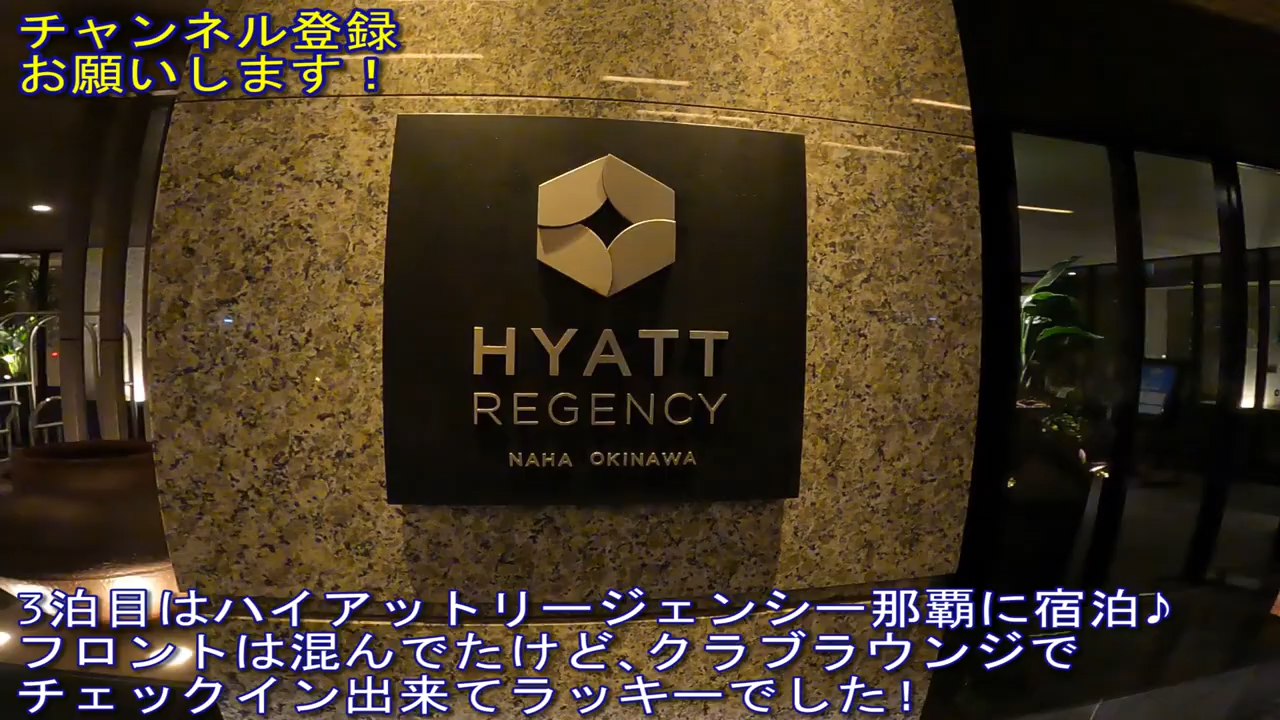 チャンネル登録
お願いします！
HYATT
REGENCY
NAHA OKINAWA
3泊目はハイアットリージェンシー那覇に宿泊♪
フロントは混んでたけど、クラブラウンジで
チェックイン出来てラッキーでした！